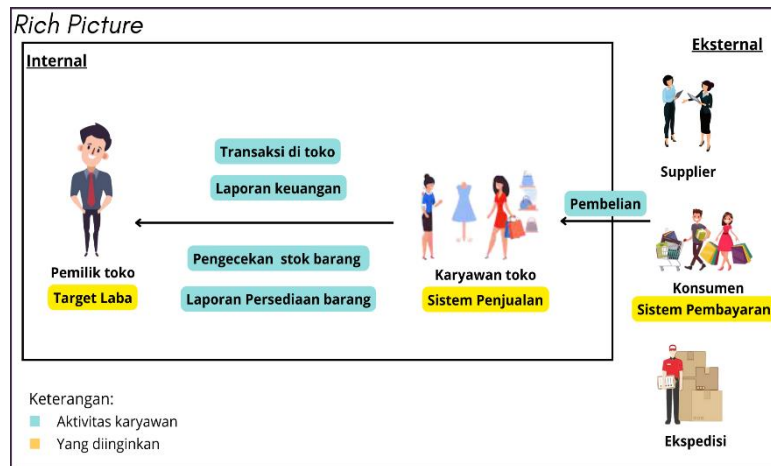 Rich Picture
Internal
Eksternal
Transaksi di toko
Laporan keuangan
Pengecekan stok barang
Laporan Persediaan barang
Pemilik toko
Target Laba
Karyawan toko
Sistem Penjualan
Pembelian
Supplier
Konsumen
Sistem Pembayaran
Ekspedisi
Keterangan:
Aktivitas karyawan
Yang diinginkan